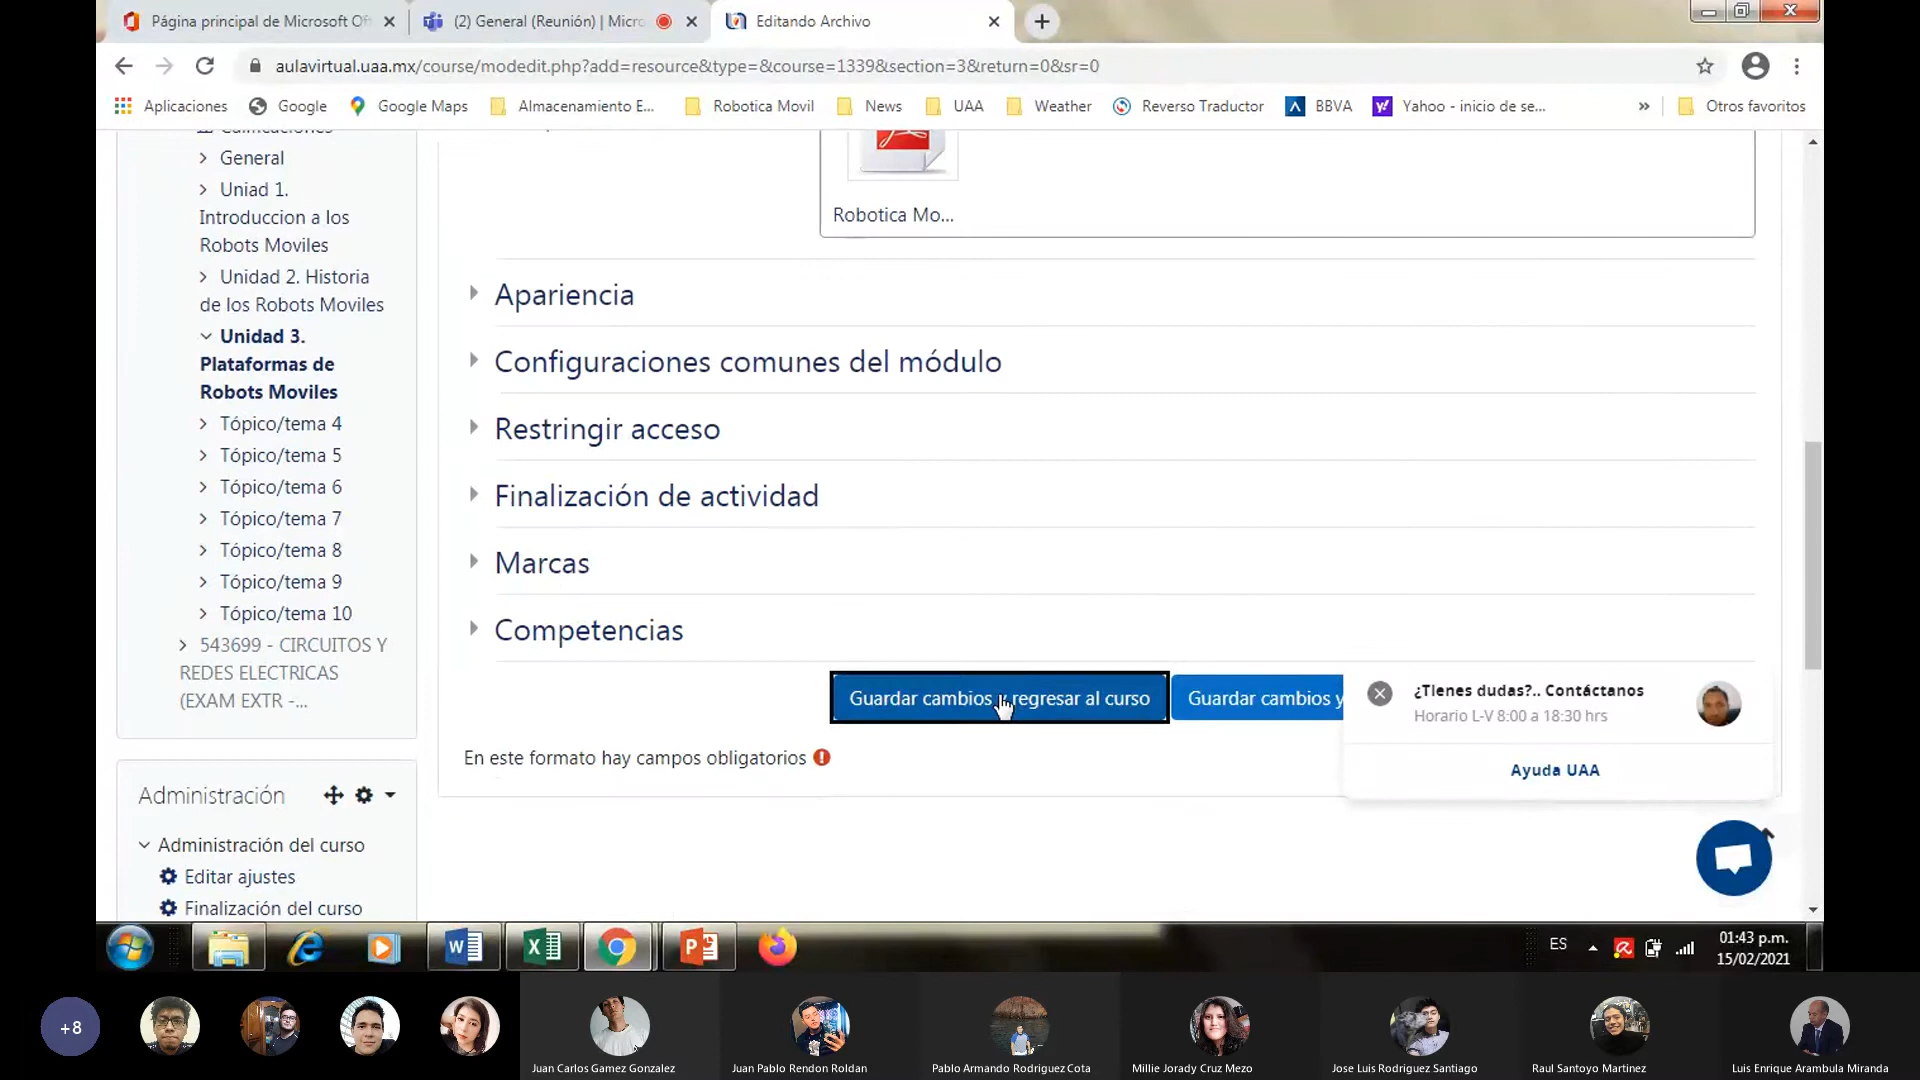 Página principal de Microsoft Of
(2) General (Reunión) | Micro
Editando Archivo
aulavirtual.uaa.mx/course/modedit.php?add=resource&type=&course=1339&section=3&return=0&sr=0
Aplicaciones
Google
Google Maps
Almacenamiento E...
Robotica Movil
News
UAA
Weather
Reverso Traductor
BBVA
Yahoo - inicio de se...
»
Otros favoritos
Calificaciones
General
Uniad 1.
Introduccion a los
Robots Moviles
Unidad 2. Historia
de los Robots Moviles
Unidad 3.
Plataformas de
Robots Moviles
Tópico/tema 4
Tópico/tema 5
Tópico/tema 6
Tópico/tema 7
Tópico/tema 8
Tópico/tema 9
Tópico/tema 10
543699 - CIRCUITOS Y
REDES ELECTRICAS
(EXAM EXTR -...
Administración
Administración del curso
Editar ajustes
Finalización del curso
Robotica Mo...
Apariencia
Configuraciones comunes del módulo
Restringir acceso
Finalización de actividad
Marcas
Competencias
Guardar cambios y regresar al curso
Guardar cambios y
En este formato hay campos obligatorios
¿Tienes dudas?.. Contáctanos
Horario L-V 8:00 a 18:30 hrs
Ayuda UAA
ES
01:43 p.m.
15/02/2021
+8
Juan Carlos Gamez Gonzalez
Juan Pablo Rendon Roldan
Pablo Armando Rodriguez Cota
Millie Jorady Cruz Mezo
Jose Luis Rodriguez Santiago
Raul Santoyo Martinez
Luis Enrique Arambula Miranda